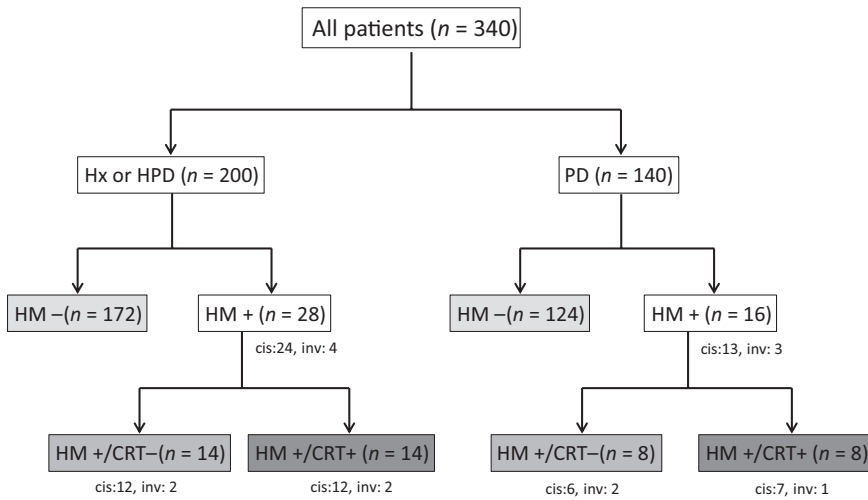 All patients (n = 340)
Hx or HPD (n = 200)
PD (n = 140)
HM –(n = 172)
HM + (n = 28)
HM –(n = 124)
HM + (n = 16)
cis:24, inv: 4
cis:13, inv: 3
HM +/CRT–(n = 14)
HM +/CRT+ (n = 14)
HM +/CRT–(n = 8)
HM +/CRT+ (n = 8)
cis:12, inv: 2
cis:12, inv: 2
cis:6, inv: 2
cis:7, inv: 1